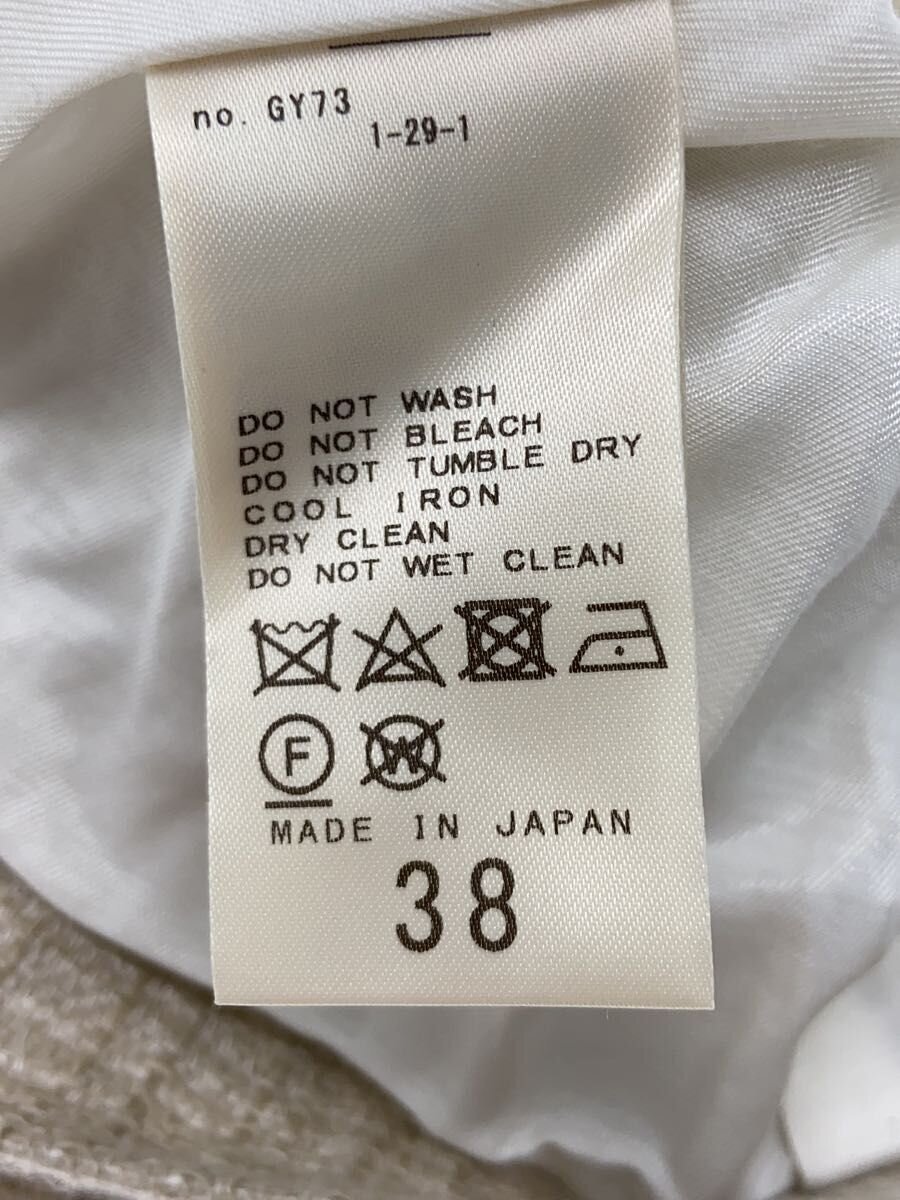 no. GY73
1-29-1
DO NOT WASH
DO NOT BLEACH
DO NOT TUMBLE DRY
COOL IRON
DRY CLEAN
DO NOT WET CLEAN
F W
MADE IN JAPAN
38